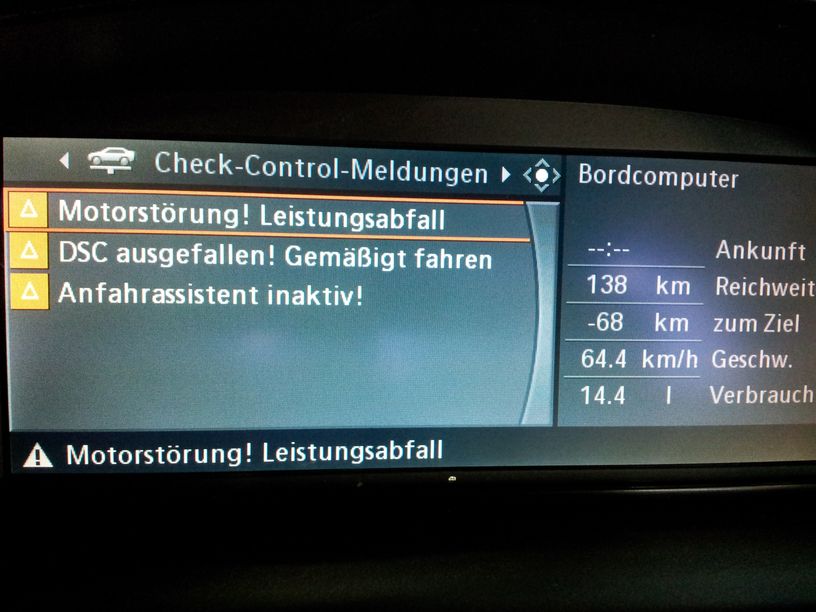 Check-Control-Meldungen
Motorstörung! Leistungsabfall
DSC ausgefallen! Gemäßigt fahren
Anfahrassistent inaktiv!
Motorstörung! Leistungsabfall
Bordcomputer
--:-- Ankunft
138 km Reichweit
-68 km zum Ziel
64.4 km/h Geschw.
14.4 l Verbrauch